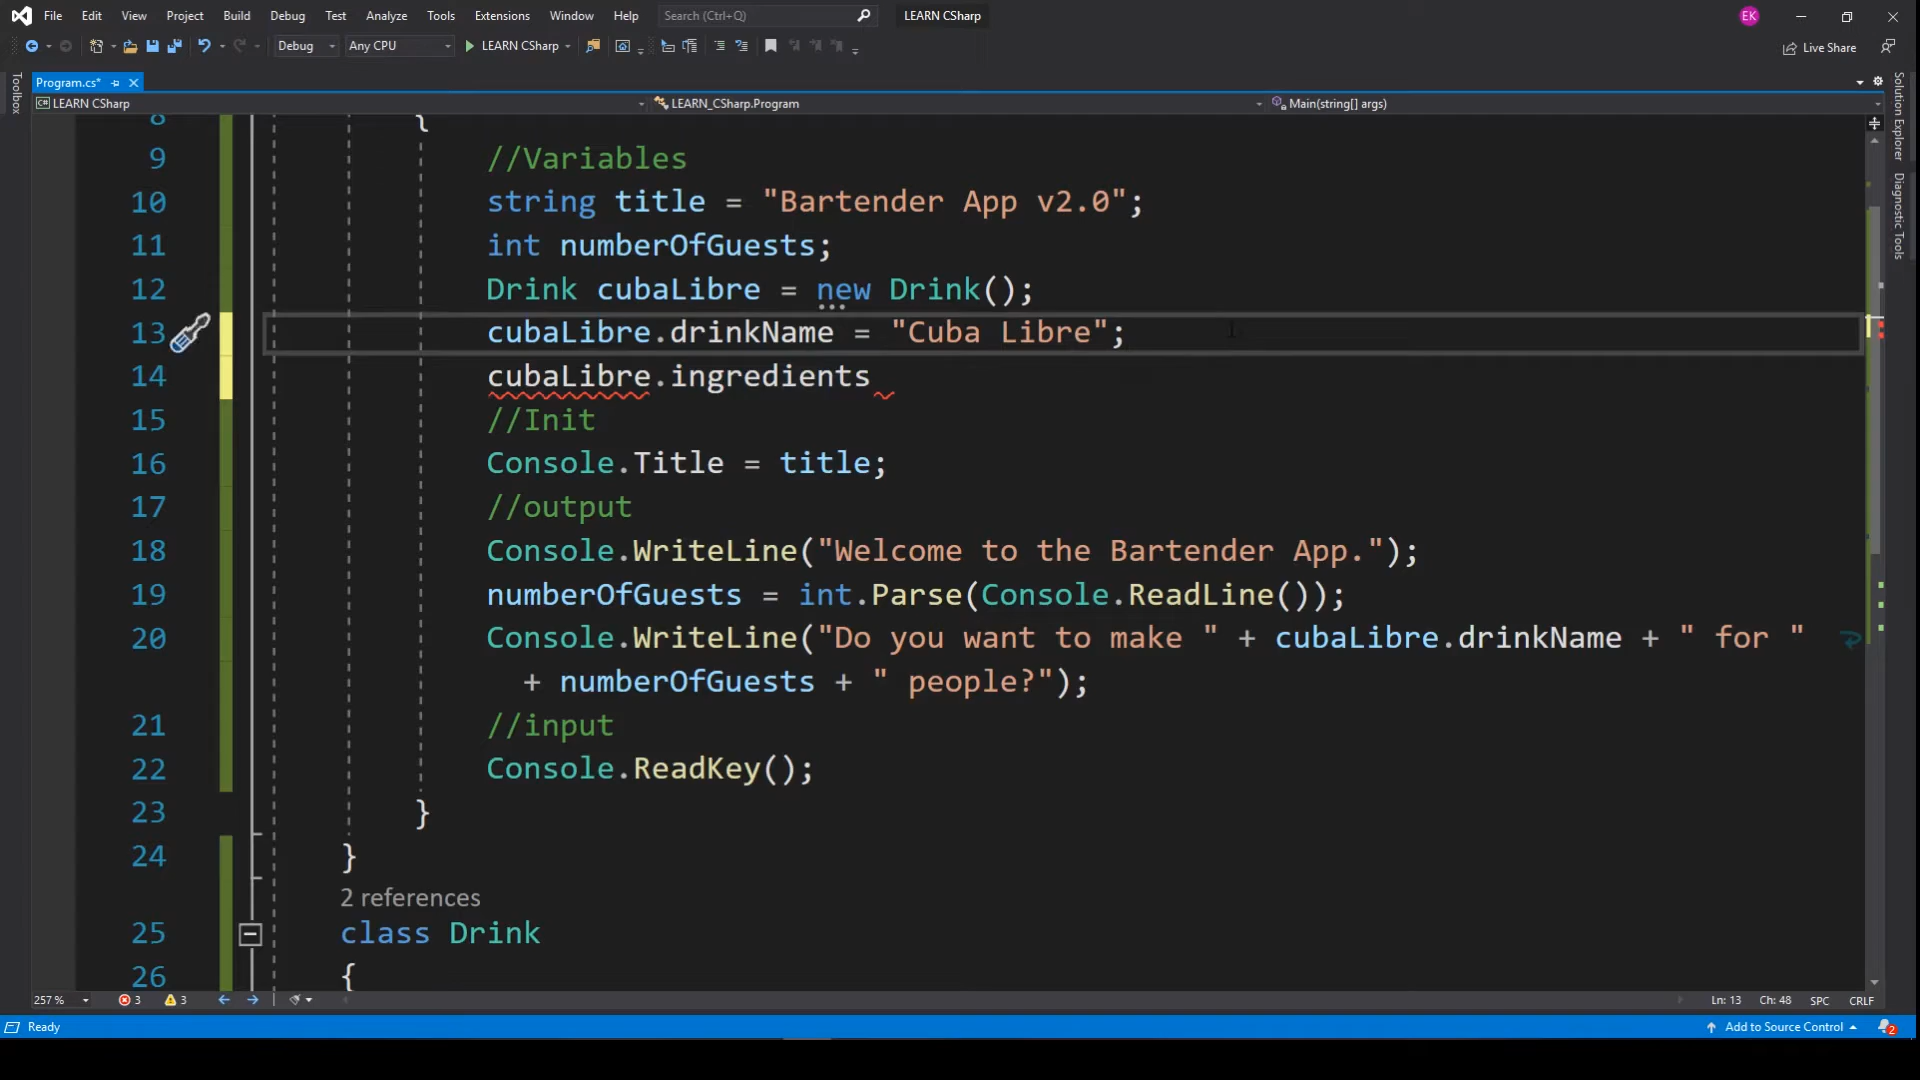 File Edit View Project Build Debug Test Analyze Tools Extensions Window Help Search (Ctrl+Q) LEARN CSharp EK
Debug Any CPU LEARN CSharp Live Share
Program.cs*
LEARN CSharp LEARN_CSharp.Program Main(string[] args)
Toolbox
Solution Explorer
Diagnostic Tools
8 {
9 //Variables
10 string title = "Bartender App v2.0";
11 int numberOfGuests;
12 Drink cubaLibre = new Drink();
13 cubaLibre.drinkName = "Cuba Libre";
14 cubaLibre.ingredients
15 //Init
16 Console.Title = title;
17 //output
18 Console.WriteLine("Welcome to the Bartender App.");
19 numberOfGuests = int.Parse(Console.ReadLine());
20 Console.WriteLine("Do you want to make " + cubaLibre.drinkName + " for "
+ numberOfGuests + " people?");
21 //input
22 Console.ReadKey();
23 }
24 }
2 references
25 class Drink
26 {
257 % 3 3 Ln: 13 Ch: 48 SPC CRLF
Ready Add to Source Control 2